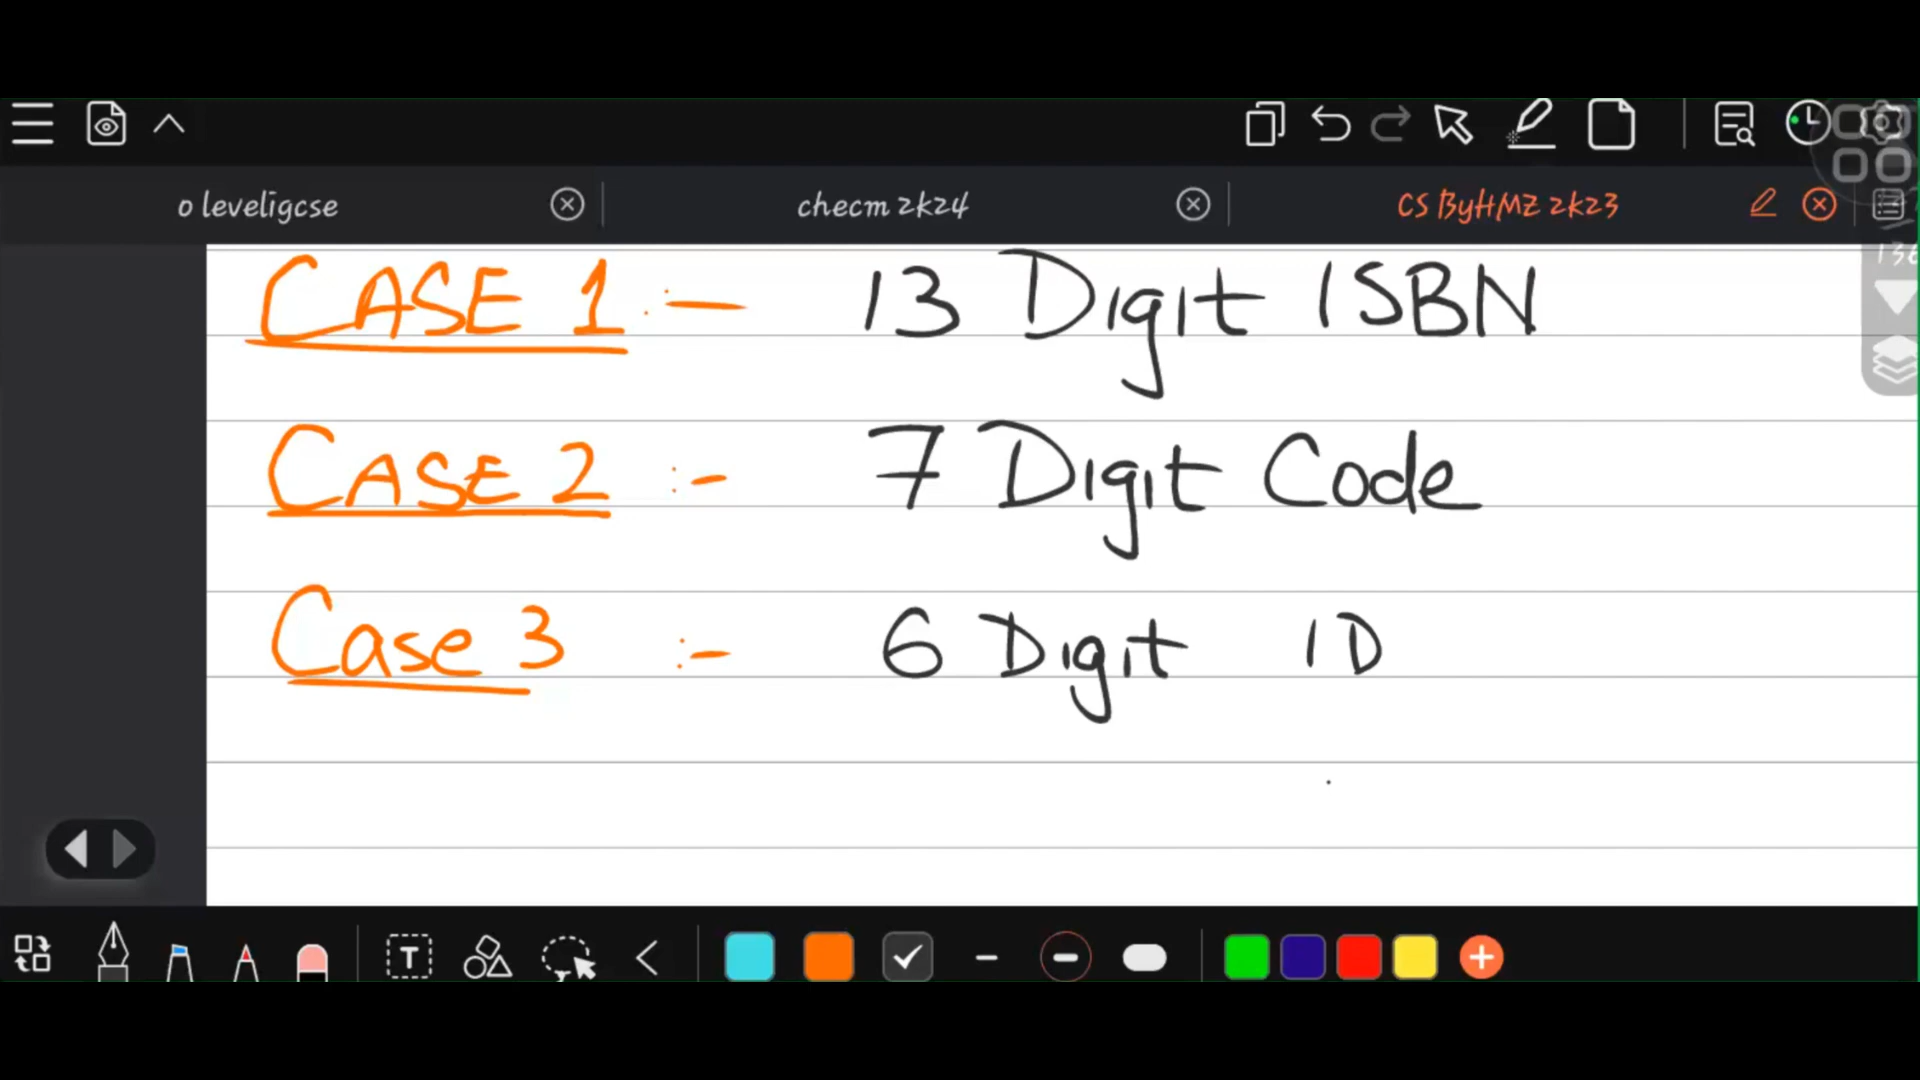 o leveligcse
checm 2k24
CS ByHMZ 2k23
CASE 1 :- 13 Digit ISBN
CASE 2 :- 7 Digit Code
Case 3 :- 6 Digit ID
T